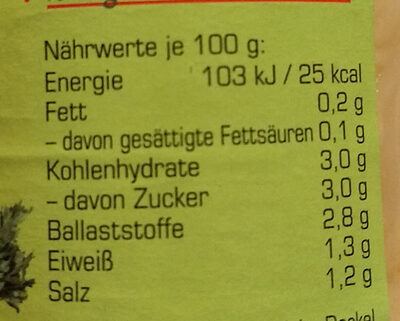 Nährwerte je 100 g:
Energie 103 kJ / 25 kcal
Fett 0,2 g
– davon gesättigte Fettsäuren 0,1 g
Kohlenhydrate 3,0 g
– davon Zucker 3,0 g
Ballaststoffe 2,8 g
Eiweiß 1,3 g
Salz 1,2 g